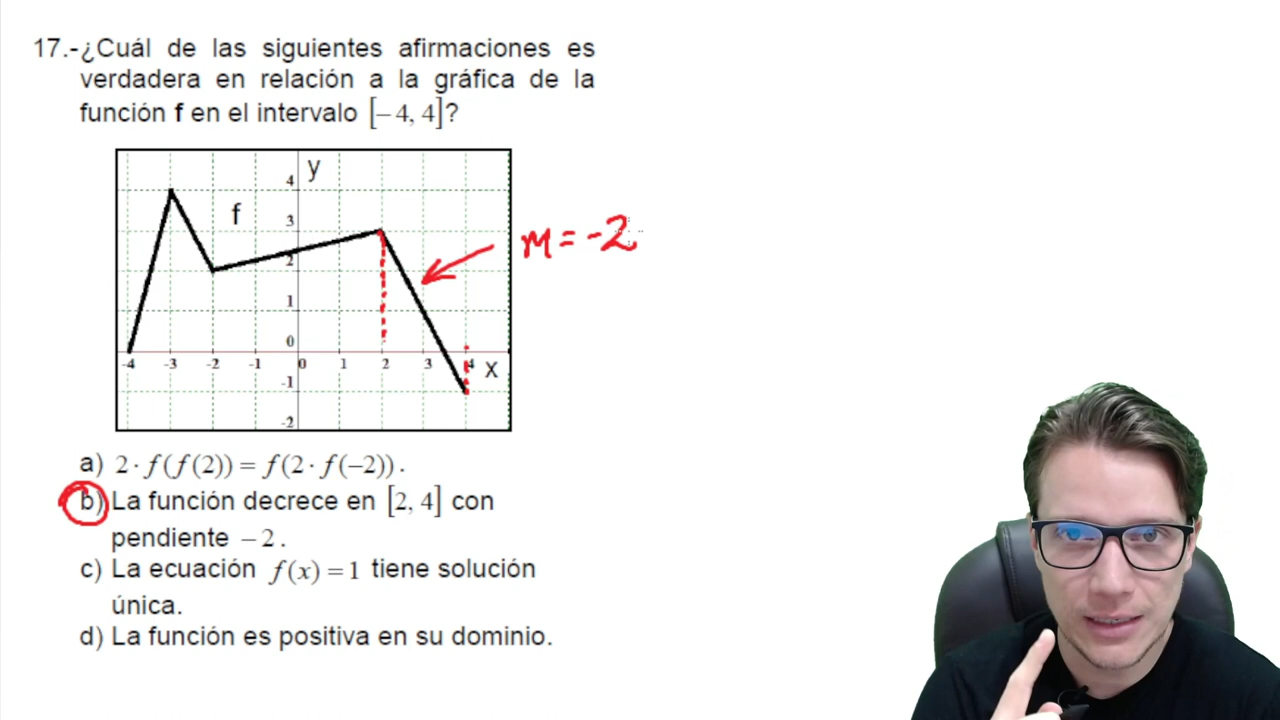 17.-¿Cuál de las siguientes afirmaciones es
verdadera en relación a la gráfica de la
función f en el intervalo [−4, 4]?
y
4
f
3
2
1
0
-4 -3 -2 -1 0 1 2 3 4 x
-1
-2
m = -2
a) 2·f(f(2)) = f(2·f(−2)).
b) La función decrece en [2, 4] con
pendiente −2.
c) La ecuación f(x) = 1 tiene solución
única.
d) La función es positiva en su dominio.